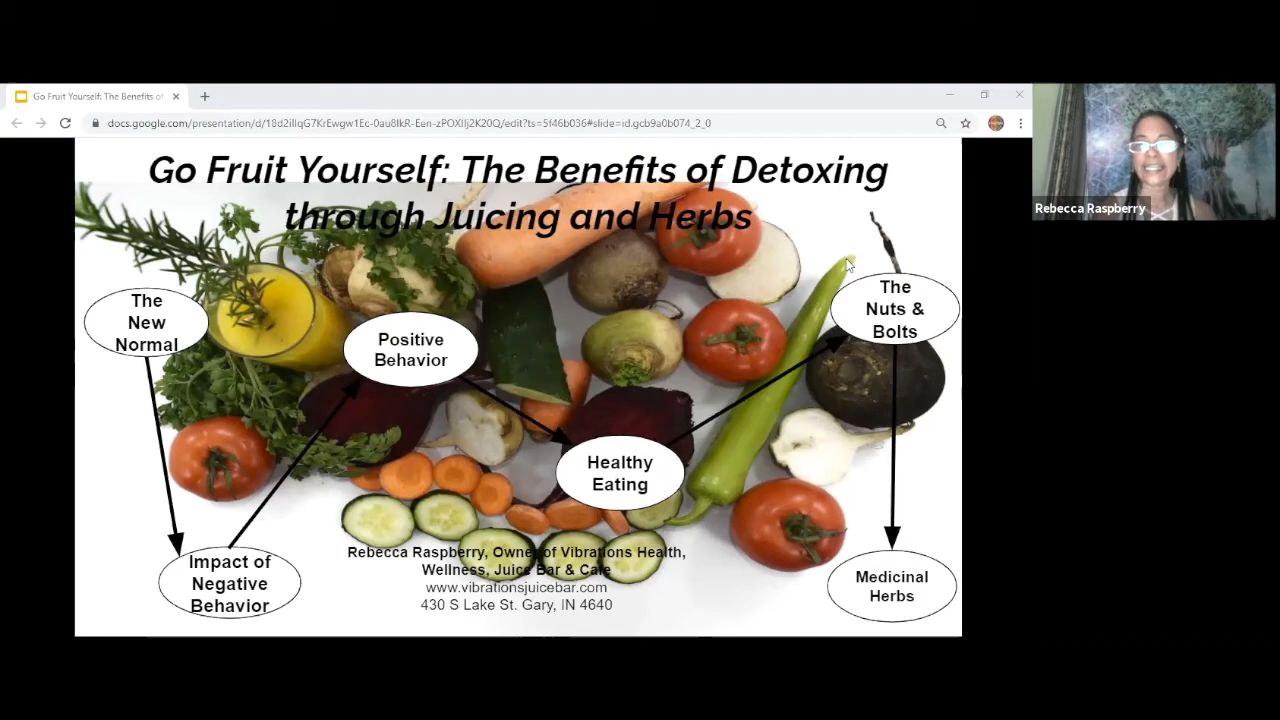 Go Fruit Yourself: The Benefits of
docs.google.com/presentation/d/18d2iIlqG7KrEwgw1Ec-0au8lkR-Een-zPOXIIj2K20Q/edit?ts=5f46b036#slide=id.gcb9a0b074_2_0
Rebecca Raspberry
Go Fruit Yourself: The Benefits of Detoxing
through Juicing and Herbs
The
New
Normal
Positive
Behavior
The
Nuts &
Bolts
Healthy
Eating
Impact of
Negative
Behavior
Rebecca Raspberry, Owner of Vibrations Health,
Wellness, Juice Bar & Cafe
www.vibrationsjuicebar.com
430 S Lake St. Gary, IN 4640
Medicinal
Herbs